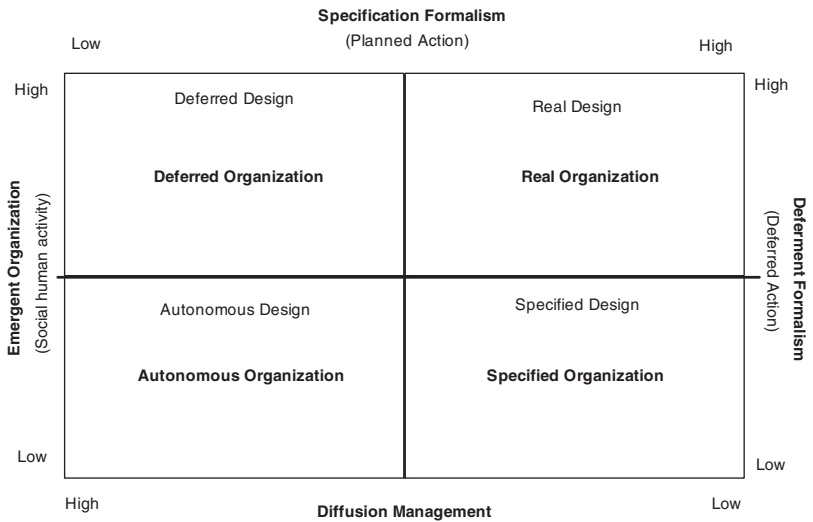 Specification Formalism
Low
(Planned Action)
High
High
High
Deferred Design
Real Design
Deferred Organization
Real Organization
Emergent Organization
(Social human activity)
Deferment Formalism
(Deferred Action)
Autonomous Design
Specified Design
Autonomous Organization
Specified Organization
Low
Low
High
Diffusion Management
Low